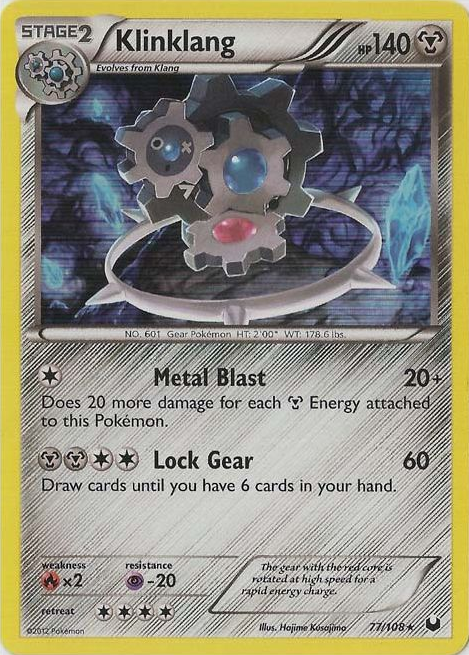 STAGE2
Klinklang
HP140
Evolves from Klang
NO. 601 Gear Pokémon HT: 2'00" WT: 178.6 lbs.
Metal Blast 20+
Does 20 more damage for each Energy attached
to this Pokémon.
Lock Gear 60
Draw cards until you have 6 cards in your hand.
weakness
×2
resistance
-20
retreat
The gear with the red core is
rotated at high speed for a
rapid energy charge.
©2012 Pokémon
Illus. Hajime Kusajima
77/108★